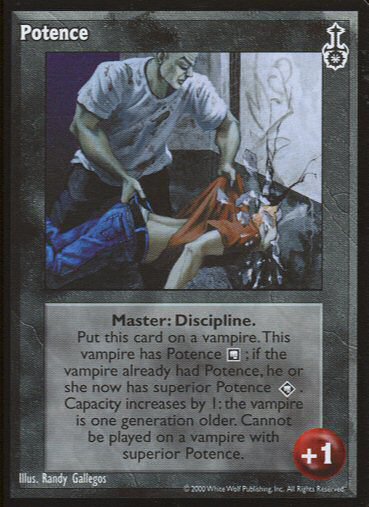 Potence
Master: Discipline.
Put this card on a vampire. This
vampire has Potence ; if the
vampire already had Potence, he or
she now has superior Potence .
Capacity increases by 1: the vampire
is one generation older. Cannot
be played on a vampire with
superior Potence.
+1
Illus. Randy Gallegos
©2000 White Wolf Publishing, Inc. All Rights Reserved.